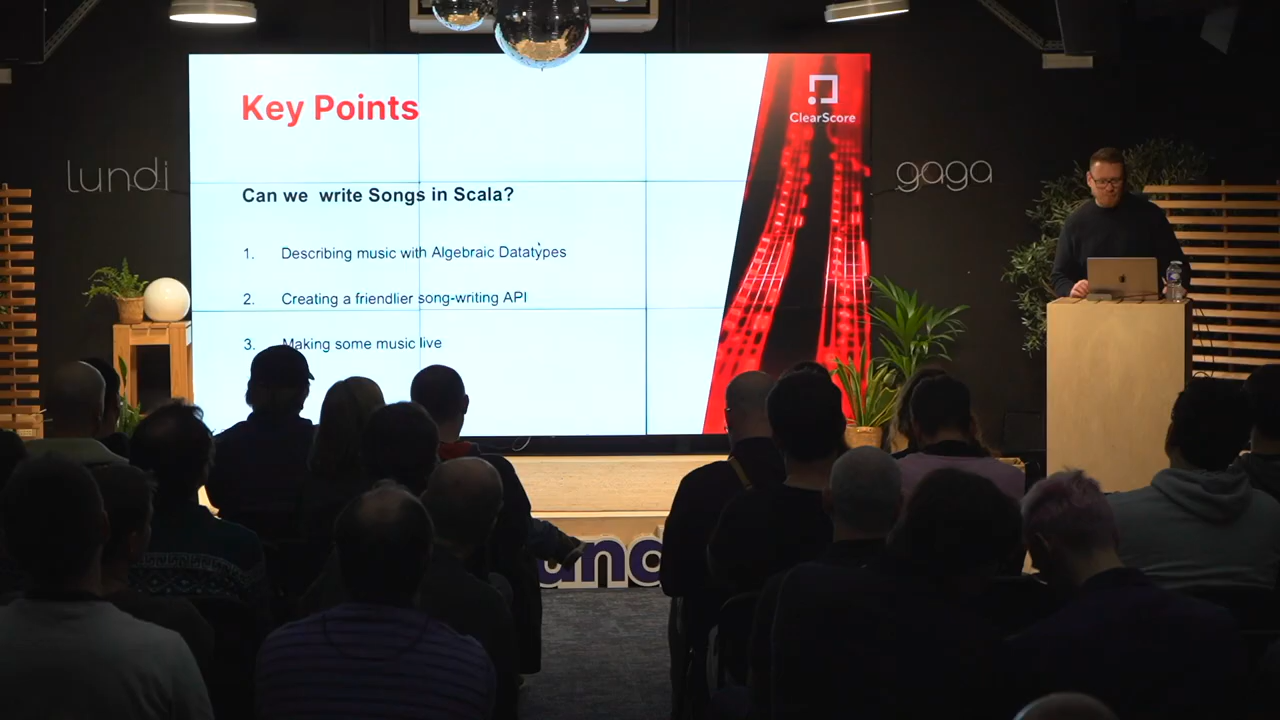 Key Points
ClearScore
lundi
gaga
Can we write Songs in Scala?
1. Describing music with Algebraic Datatypes
2. Creating a friendlier song-writing API
3. Making some music live